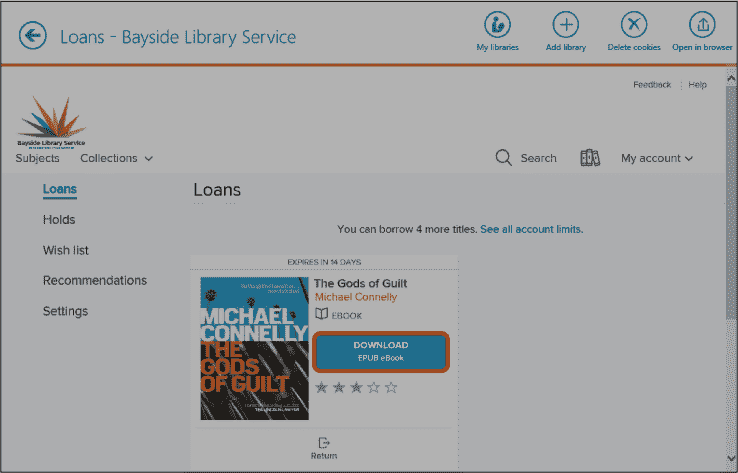 Loans - Bayside Library Service
My libraries
Add library
Delete cookies
Open in browser
Feedback
Help
Bayside Library Service
Subjects
Collections
Search
My account
Loans
Holds
Wish list
Recommendations
Settings
Loans
You can borrow 4 more titles. See all account limits.
EXPIRES IN 14 DAYS
The Gods of Guilt
Michael Connelly
EBOOK
DOWNLOAD
EPUB eBook
MICHAEL
CONNELLY
THE
GODS
OF GUILT
Return